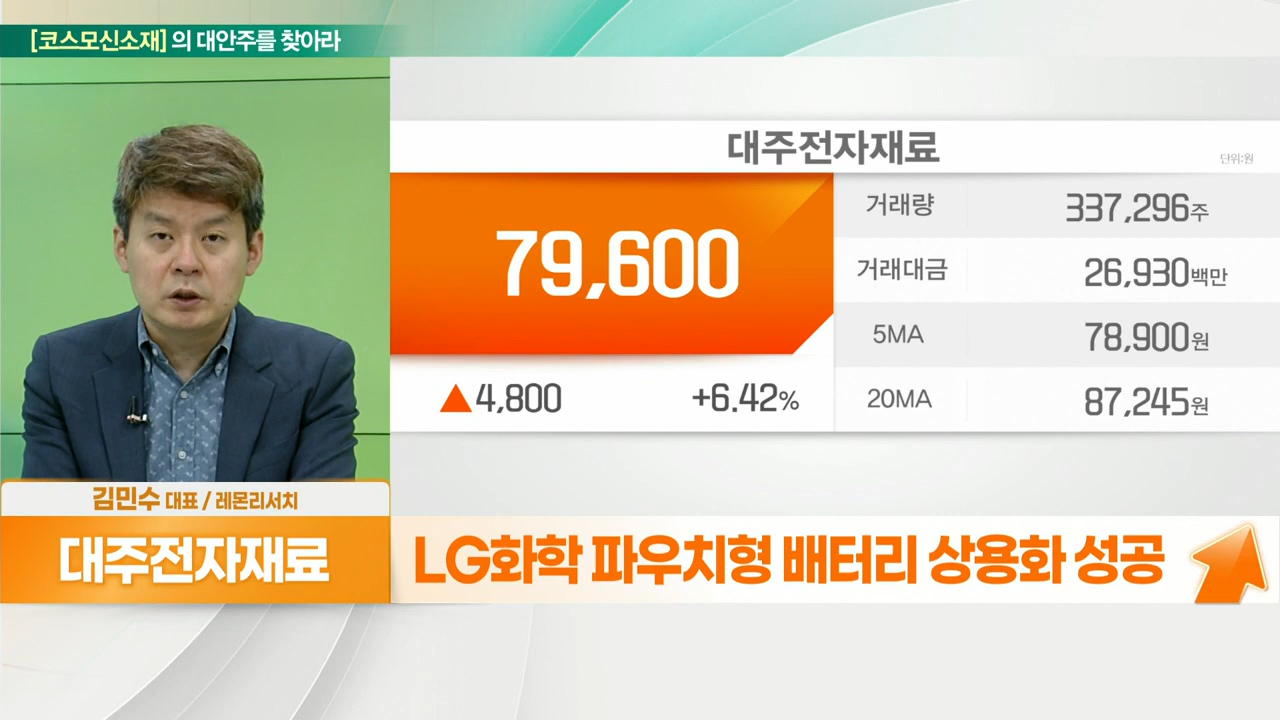 [코스모신소재] 의 대안주를 찾아라
대주전자재료
단위:원
79,600
▲4,800 +6.42%
거래량 337,296주
거래대금 26,930백만
5MA 78,900원
20MA 87,245원
김민수 대표 / 레몬리서치
대주전자재료
LG화학 파우치형 배터리 상용화 성공